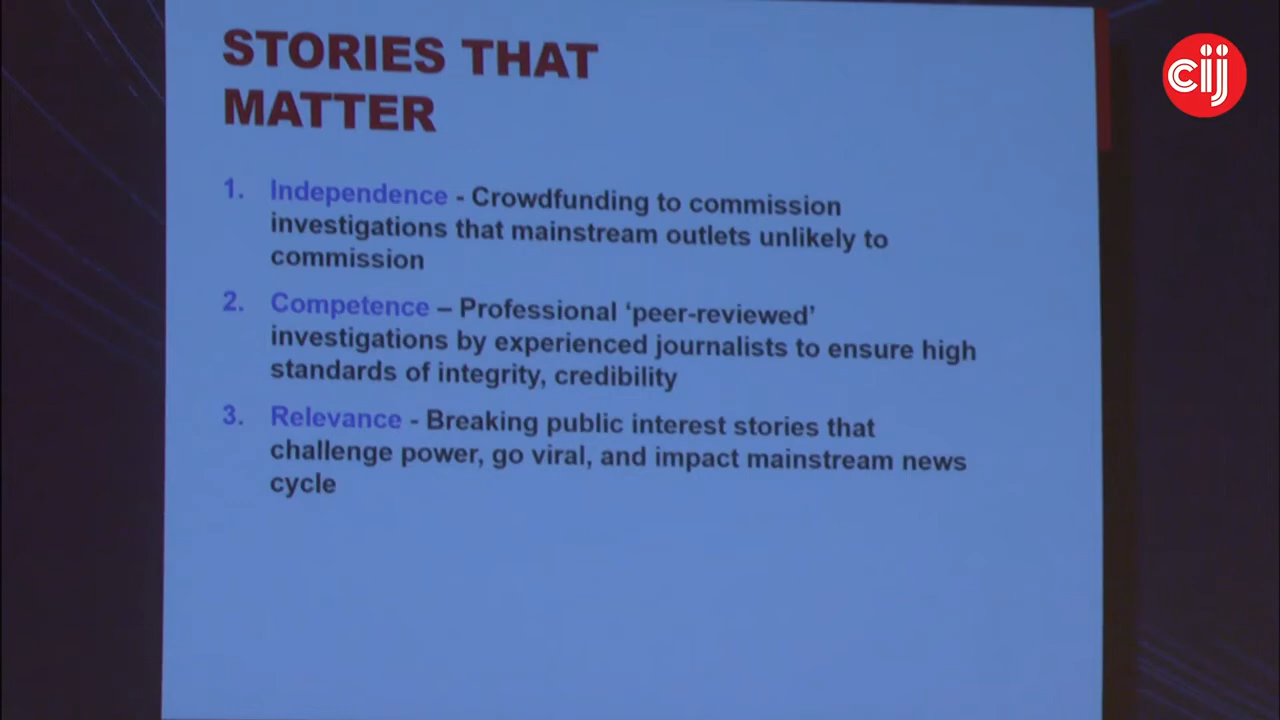 STORIES THAT
MATTER
cij
1. Independence - Crowdfunding to commission
investigations that mainstream outlets unlikely to
commission
2. Competence – Professional ‘peer-reviewed’
investigations by experienced journalists to ensure high
standards of integrity, credibility
3. Relevance - Breaking public interest stories that
challenge power, go viral, and impact mainstream news
cycle